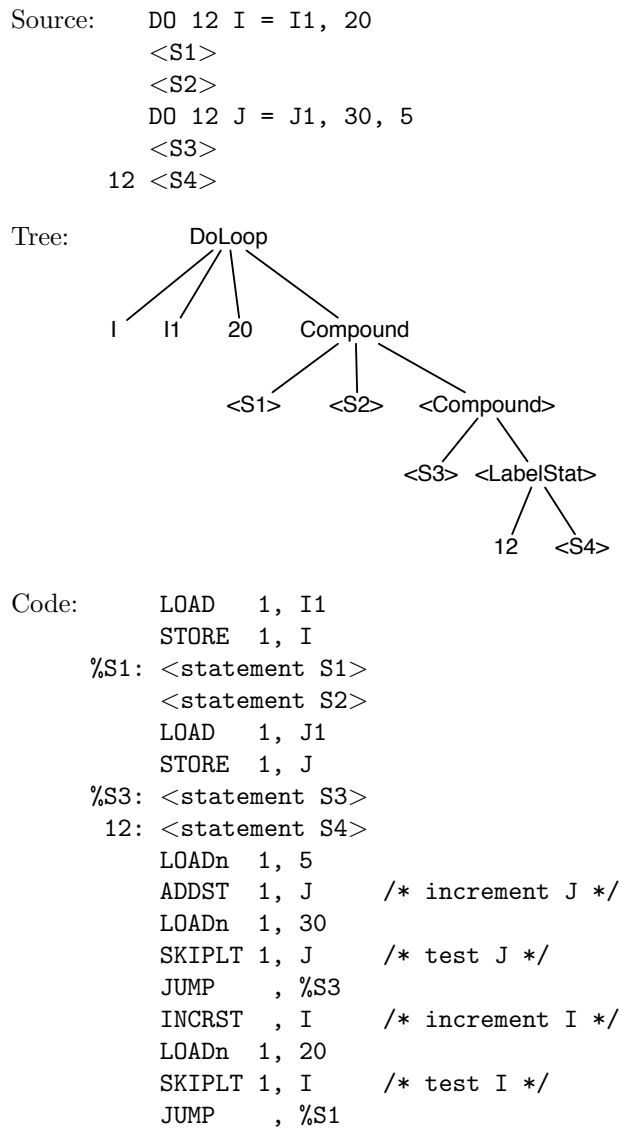 Source: DO 12 I = I1, 20
<S1>
<S2>
DO 12 J = J1, 30, 5
<S3>
12 <S4>
Tree: DoLoop
I I1 20 Compound
<S1> <S2> <Compound>
<S3> <LabelStat>
12 <S4>
Code: LOAD 1, I1
STORE 1, I
%S1: <statement S1>
<statement S2>
LOAD 1, J1
STORE 1, J
%S3: <statement S3>
12: <statement S4>
LOADn 1, 5
ADDST 1, J /* increment J */
LOADn 1, 30
SKIPLT 1, J /* test J */
JUMP , %S3
INCRST , I /* increment I */
LOADn 1, 20
SKIPLT 1, I /* test I */
JUMP , %S1